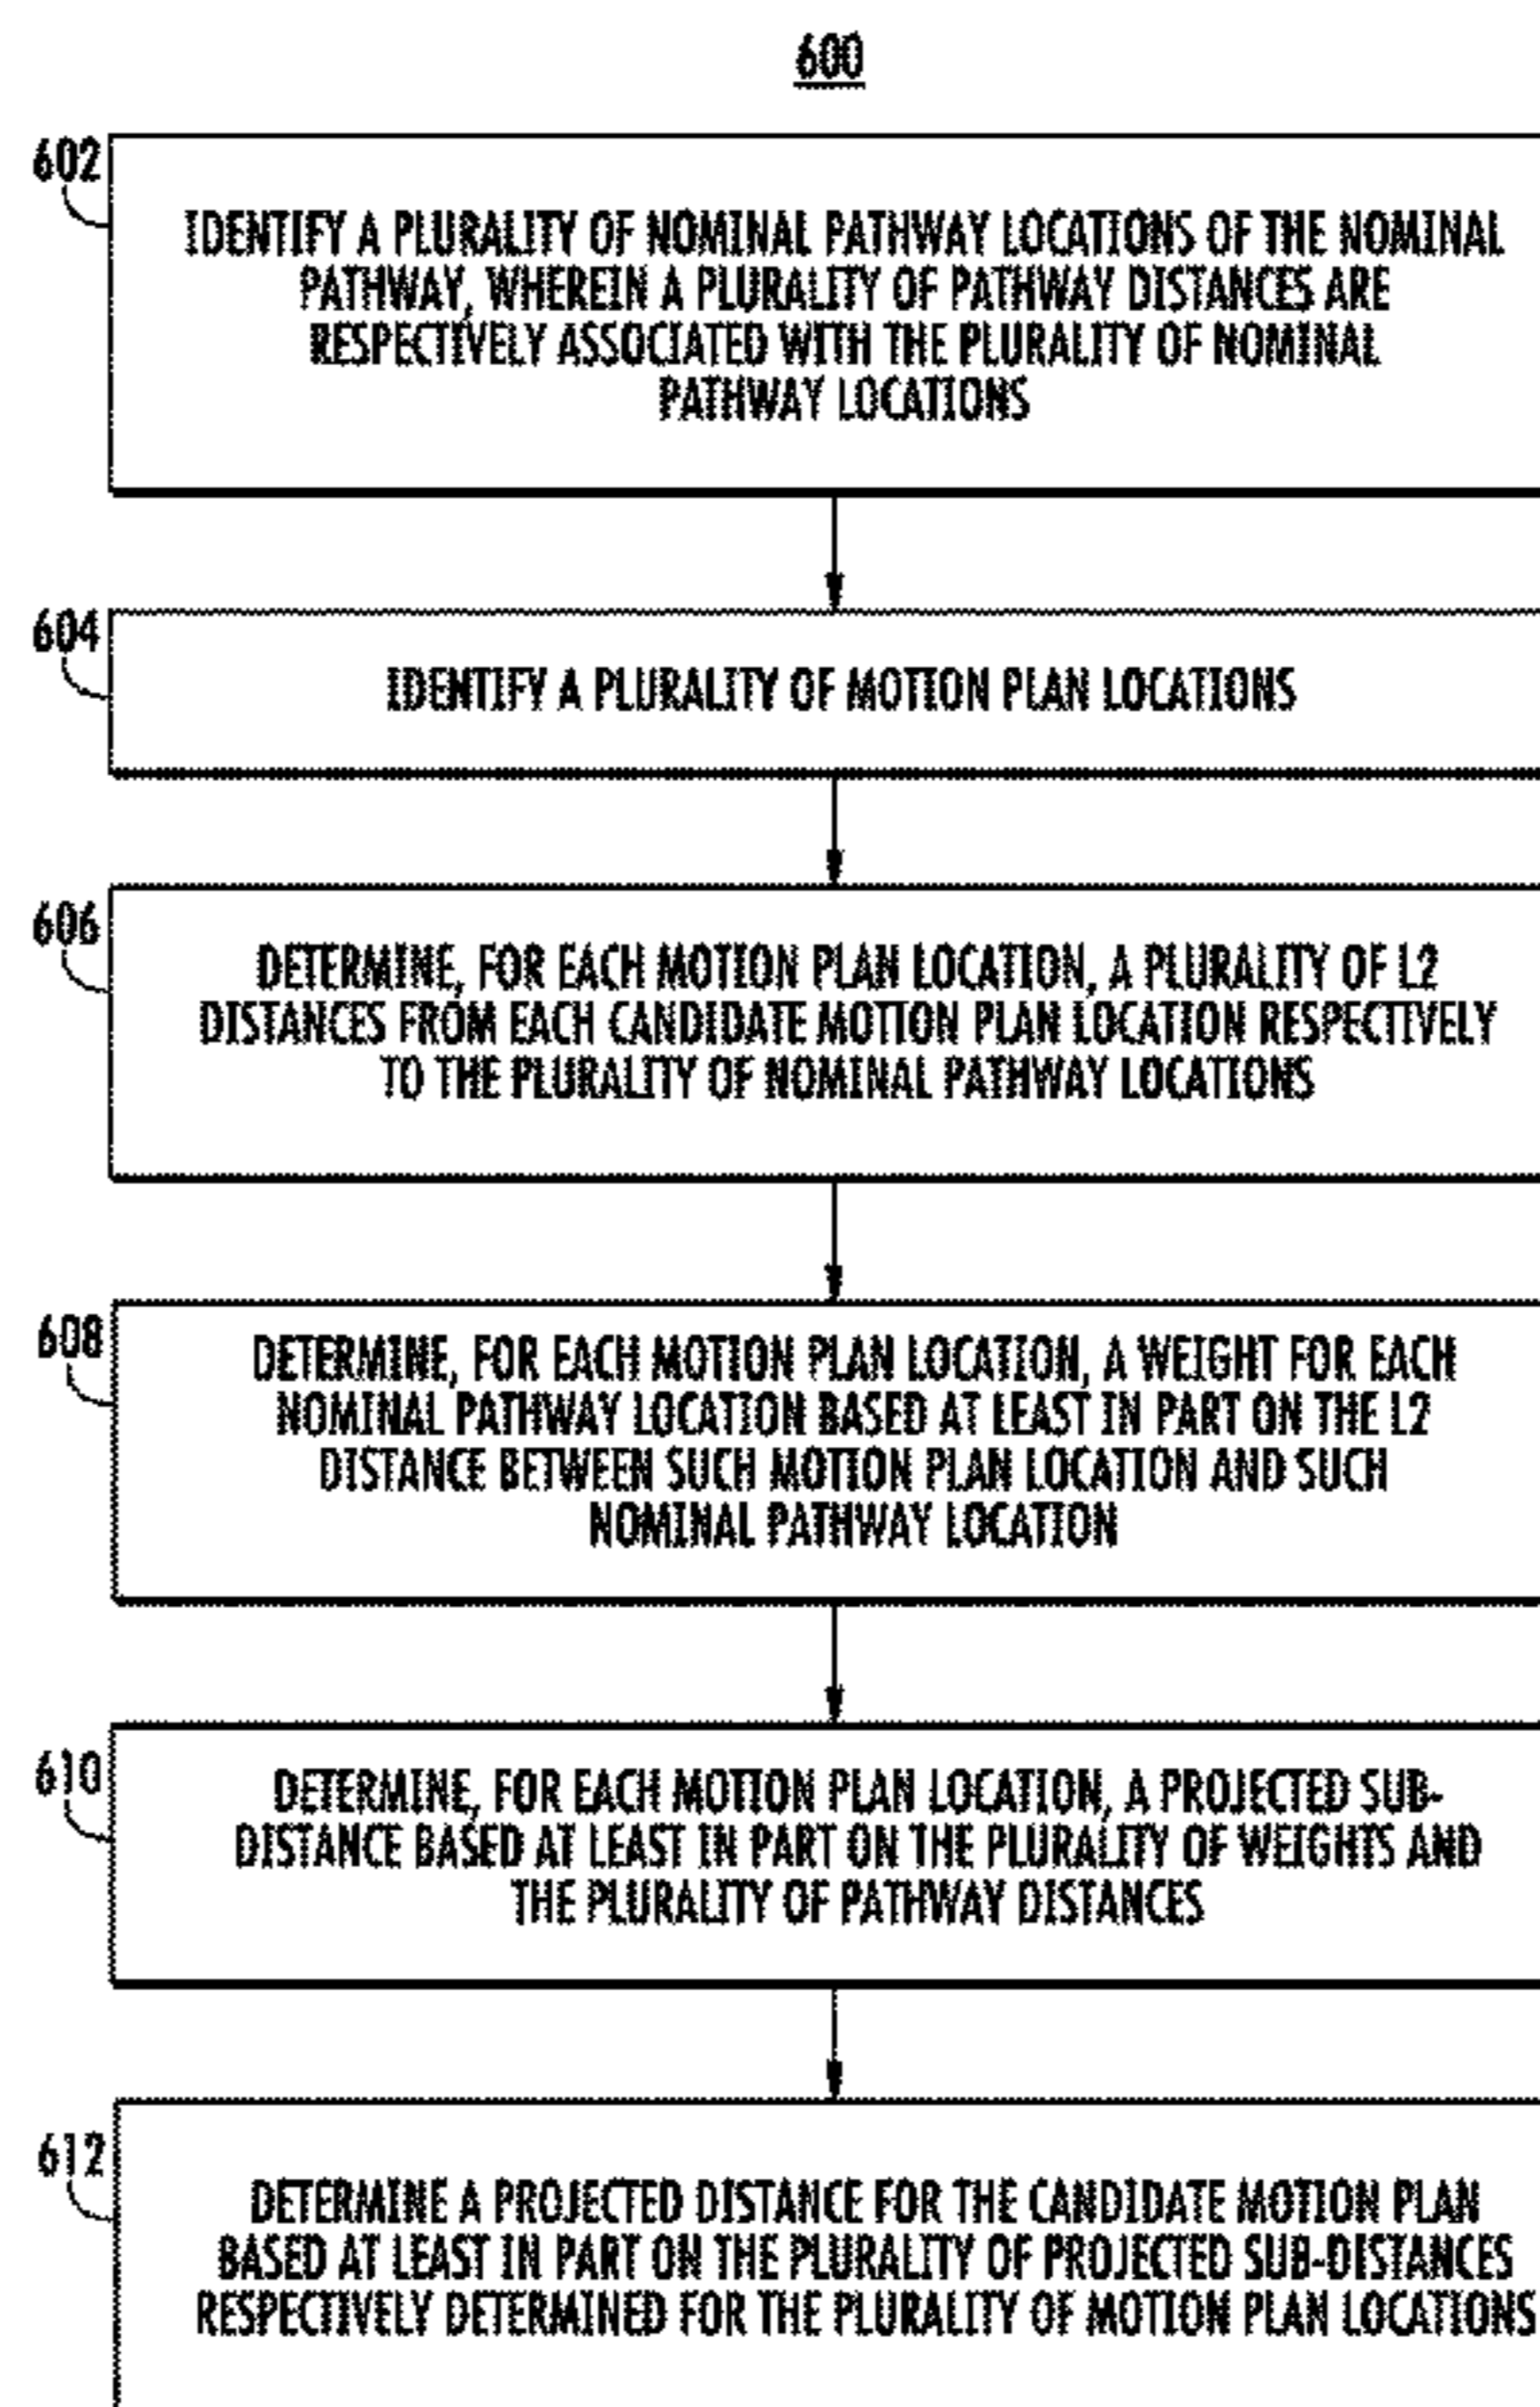 600
602
IDENTIFY A PLURALITY OF NOMINAL PATHWAY LOCATIONS OF THE NOMINAL
PATHWAY, WHEREIN A PLURALITY OF PATHWAY DISTANCES ARE
RESPECTIVELY ASSOCIATED WITH THE PLURALITY OF NOMINAL
PATHWAY LOCATIONS
604
IDENTIFY A PLURALITY OF MOTION PLAN LOCATIONS
606
DETERMINE, FOR EACH MOTION PLAN LOCATION, A PLURALITY OF L2
DISTANCES FROM EACH CANDIDATE MOTION PLAN LOCATION RESPECTIVELY
TO THE PLURALITY OF NOMINAL PATHWAY LOCATIONS
608
DETERMINE, FOR EACH MOTION PLAN LOCATION, A WEIGHT FOR EACH
NOMINAL PATHWAY LOCATION BASED AT LEAST IN PART ON THE L2
DISTANCE BETWEEN SUCH MOTION PLAN LOCATION AND SUCH
NOMINAL PATHWAY LOCATION
610
DETERMINE, FOR EACH MOTION PLAN LOCATION, A PROJECTED SUB-
DISTANCE BASED AT LEAST IN PART ON THE PLURALITY OF WEIGHTS AND
THE PLURALITY OF PATHWAY DISTANCES
612
DETERMINE A PROJECTED DISTANCE FOR THE CANDIDATE MOTION PLAN
BASED AT LEAST IN PART ON THE PLURALITY OF PROJECTED SUB-DISTANCES
RESPECTIVELY DETERMINED FOR THE PLURALITY OF MOTION PLAN LOCATIONS